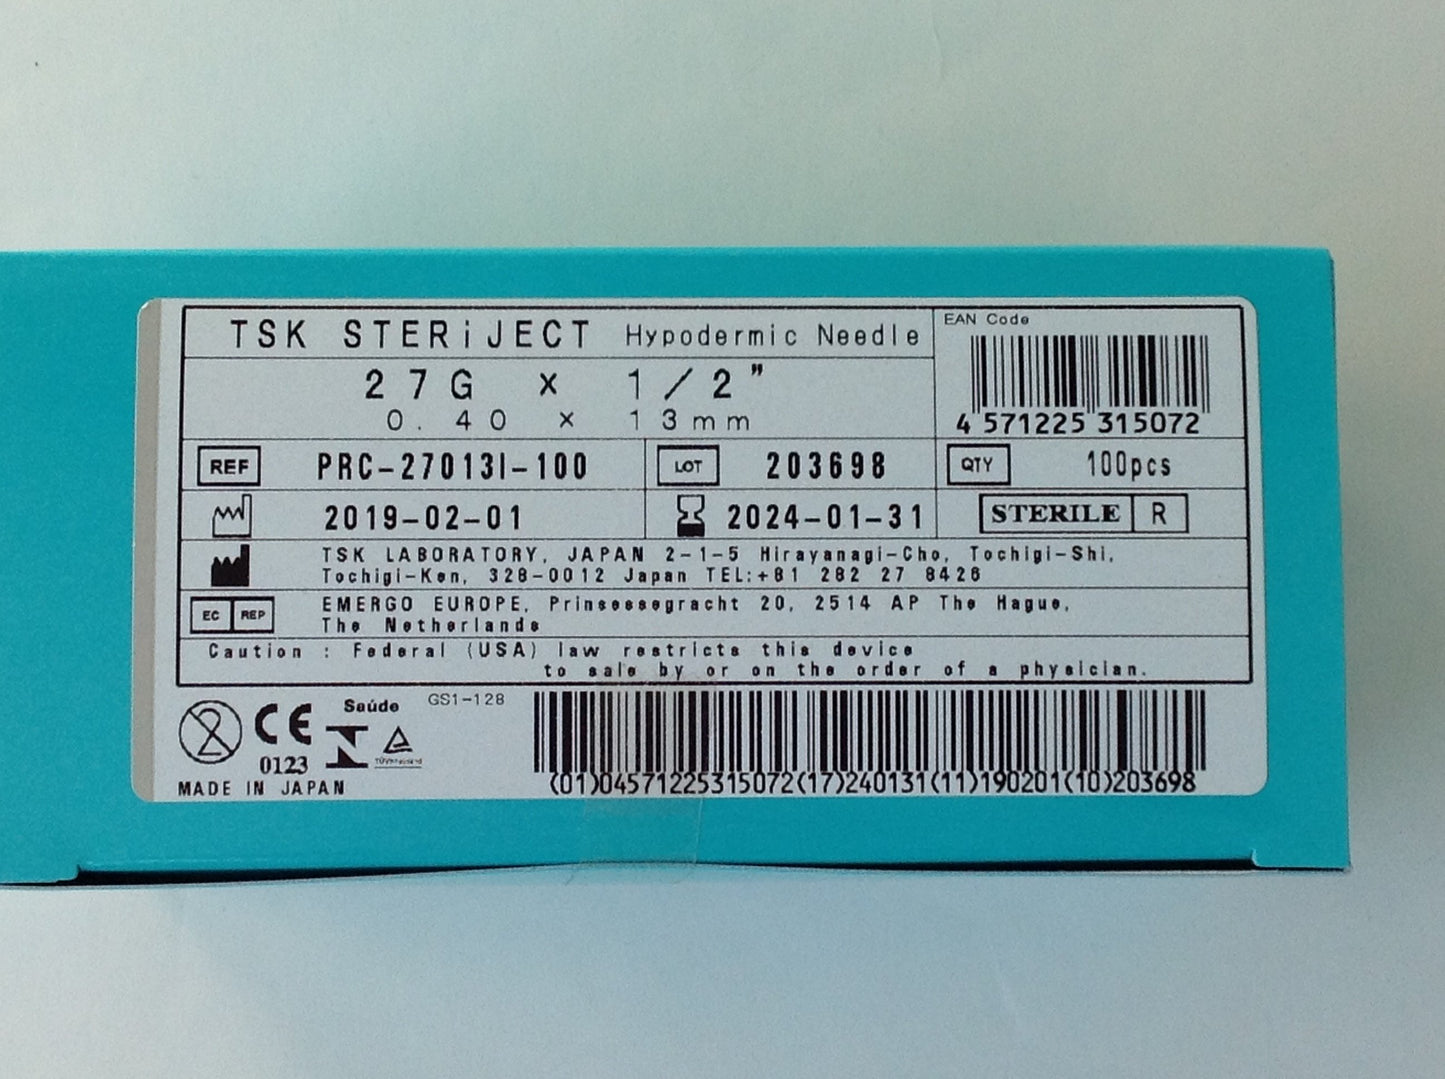 TSK STERiJECT Hypodermic Needle
EAN Code
27G x 1/2"
0.40 x 13mm
4 571225 315072
REF PRC-27013I-100
LOT 203698
QTY 100pcs
2019-02-01
2024-01-31
STERILE R
TSK LABORATORY, JAPAN 2-1-5 Hirayanagi-Cho, Tochigi-Shi,
Tochigi-Ken, 328-0012 Japan TEL:+81 282 27 8428
EC REP
EMERGO EUROPE, Prinsessegracht 20, 2514 AP The Hague,
The Netherlands
Caution : Federal (USA) law restricts this device
to sale by or on the order of a physician.
2
CE
0123
Saúde
GS1-128
(01)04571225315072(17)240131(11)190201(10)203698
MADE IN JAPAN